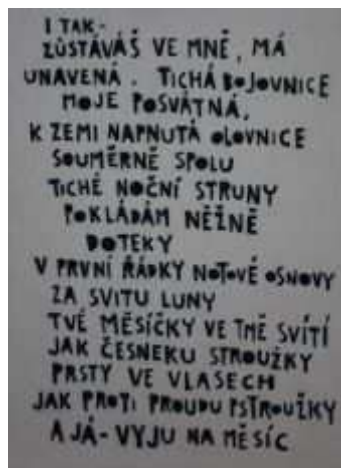 I TAK-
ZŮSTÁVÁŠ VE MNĚ, MÁ
UNAVENÁ. TICHÁ BOJOVNICE
MOJE POSVÁTNÁ,
K ZEMI NAPNUTÁ OLOVNICE
SOUMĚRNĚ SPOLU
TICHÉ NOČNÍ STRUNY
POKLÁDÁM NĚŽNĚ
DOTEKY
V PRVNÍ ŘÁDKY NOTOVÉ OSNOVY
ZA SVITU LUNY
TVÉ MĚSÍČKY VE TMĚ SVÍTÍ
JAK ČESNEKU STROUŽKY
PRSTY VE VLASECH
JAK PROTI PROUDU PSTROUŽKY
A JÁ- VYJU NA MĚSÍC